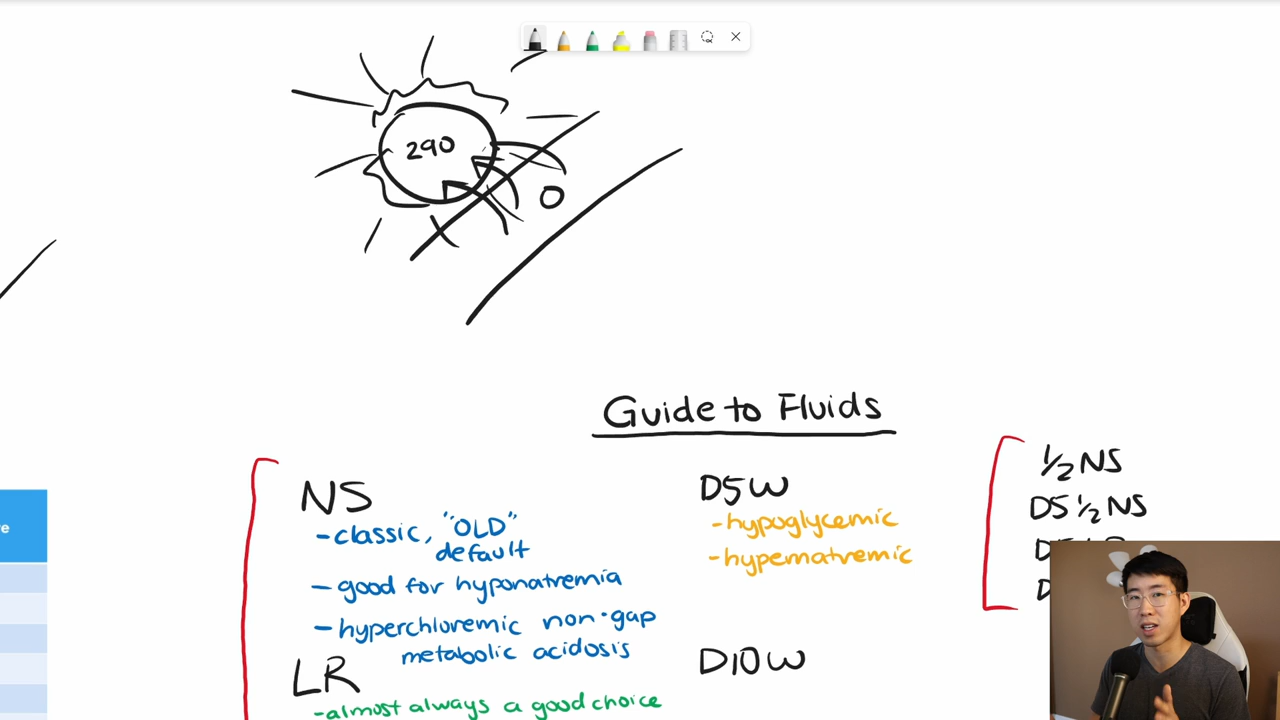 290
0
Guide to Fluids
NS
-classic, "OLD"
default
- good for hyponatremia
- hyperchloremic non-gap
metabolic acidosis
LR
-almost always a good choice
D5W
-hypoglycemic
-hypernatremic
D10W
½NS
D5 ½NS